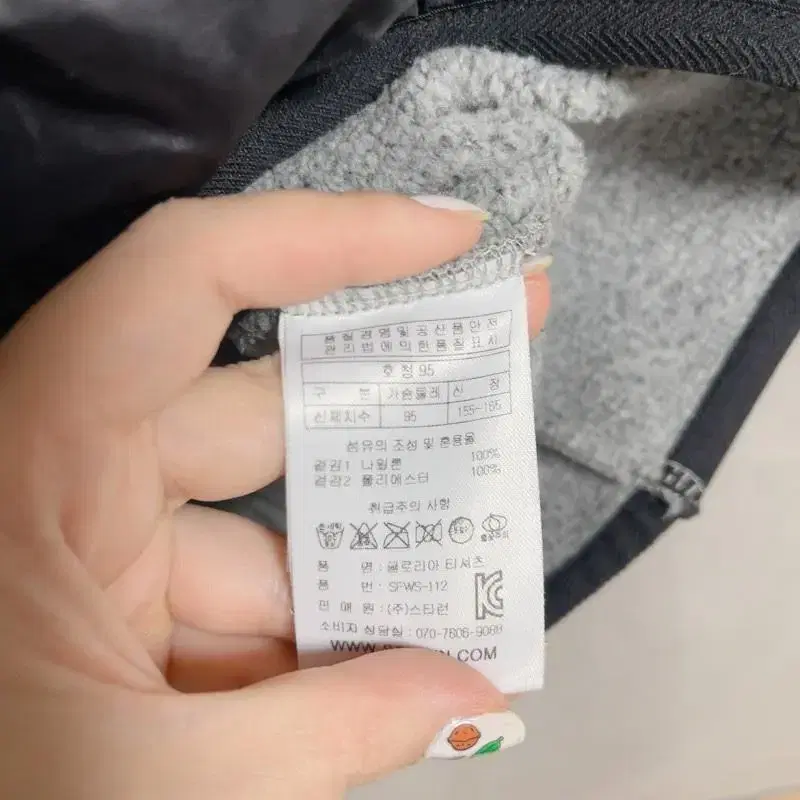 품질경영및공산품안전
관리법에의한품질표시
호칭 95
구 분 가슴둘레 신 장
신체치수 95 155-165
섬유의 조성 및 혼용율
겉감1 나일론 100%
겉감2 폴리에스터 100%
취급주의 사항
손세탁
품 명 : 글로리아 티셔츠
품 번 : SFWS-112
판 매 원 : (주)스티런
소비자 상담실 : 070-7606-9088
WWW. .COM